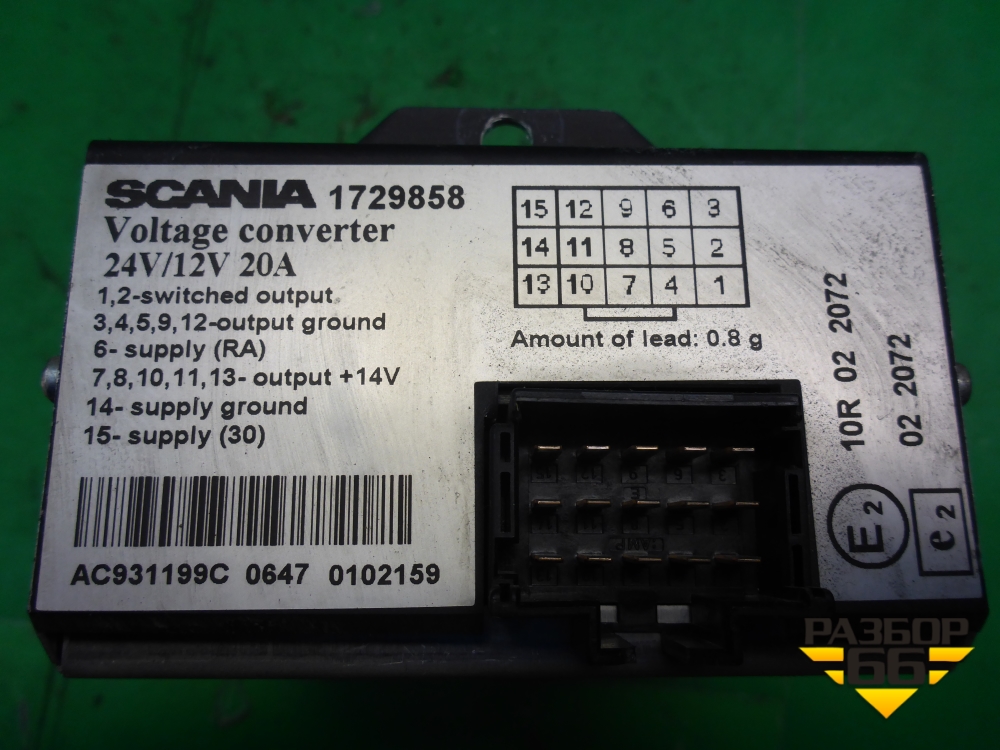 SCANIA 1729858
Voltage converter
24V/12V 20A
1,2-switched output
3,4,5,9,12-output ground
6- supply (RA)
7,8,10,11,13- output +14V
14- supply ground
15- supply (30)
AC931199C 0647 0102159
15 12 9 6 3
14 11 8 5 2
13 10 7 4 1
Amount of lead: 0.8 g
10R 02 2072
02 2072
E2
e2
РАЗБОР
66